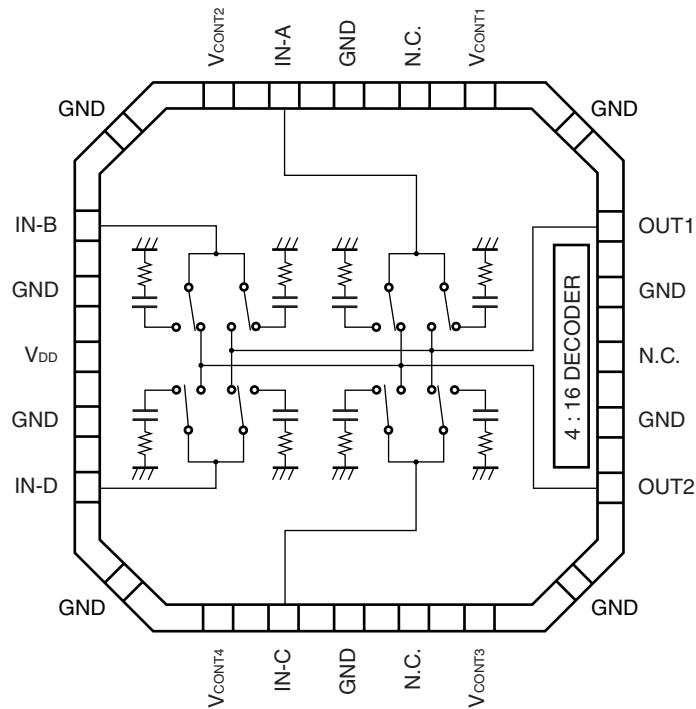 VCONT2
IN-A
GND
N.C.
VCONT1
GND
GND
IN-B
OUT1
GND
GND
VDD
N.C.
4 : 16 DECODER
GND
GND
IN-D
OUT2
GND
GND
VCONT4
IN-C
GND
N.C.
VCONT3